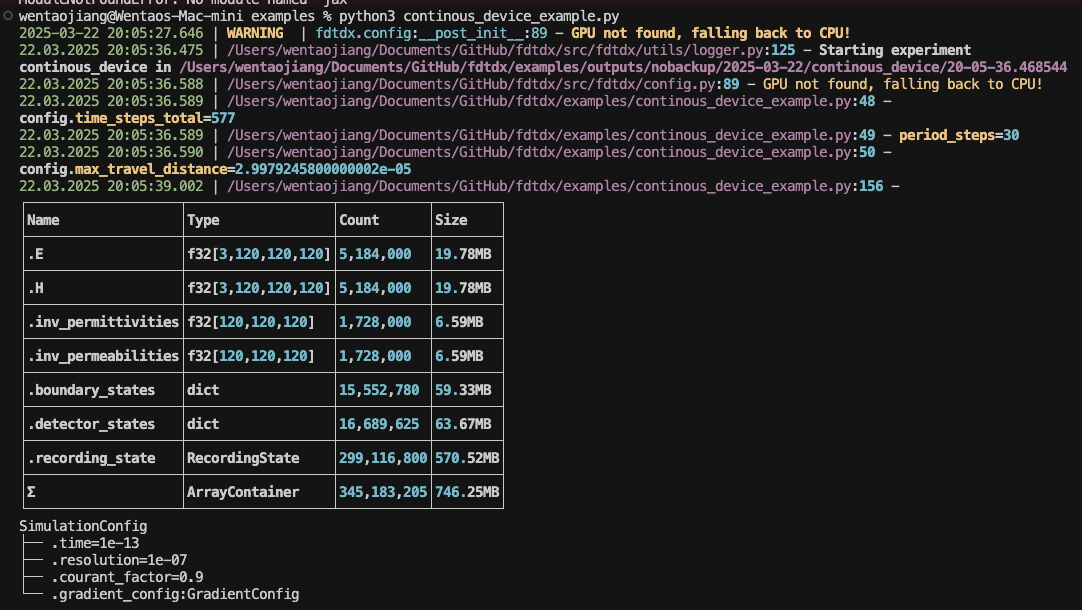 ModuleNotFoundError: No module named 'jax'
wentaojiang@Wentaos-Mac-mini examples % python3 continous_device_example.py
2025-03-22 20:05:27.646 | WARNING  | fdtdx.config:__post_init__:89 – GPU not found, falling back to CPU!
22.03.2025 20:05:36.475 | /Users/wentaojiang/Documents/GitHub/fdtdx/src/fdtdx/utils/logger.py:125 – Starting experiment
continous_device in /Users/wentaojiang/Documents/GitHub/fdtdx/examples/outputs/nobackup/2025-03-22/continous_device/20-05-36.468544
22.03.2025 20:05:36.588 | /Users/wentaojiang/Documents/GitHub/fdtdx/src/fdtdx/config.py:89 – GPU not found, falling back to CPU!
22.03.2025 20:05:36.589 | /Users/wentaojiang/Documents/GitHub/fdtdx/examples/continous_device_example.py:48 –
config.time_steps_total=577
22.03.2025 20:05:36.589 | /Users/wentaojiang/Documents/GitHub/fdtdx/examples/continous_device_example.py:49 – period_steps=30
22.03.2025 20:05:36.590 | /Users/wentaojiang/Documents/GitHub/fdtdx/examples/continous_device_example.py:50 –
config.max_travel_distance=2.9979245800000002e-05
22.03.2025 20:05:39.002 | /Users/wentaojiang/Documents/GitHub/fdtdx/examples/continous_device_example.py:156 –
Name Type Count Size
.E f32[3,120,120,120] 5,184,000 19.78MB
.H f32[3,120,120,120] 5,184,000 19.78MB
.inv_permittivities f32[120,120,120] 1,728,000 6.59MB
.inv_permeabilities f32[120,120,120] 1,728,000 6.59MB
.boundary_states dict 15,552,780 59.33MB
.detector_states dict 16,689,625 63.67MB
.recording_state RecordingState 299,116,800 570.52MB
Σ ArrayContainer 345,183,205 746.25MB
SimulationConfig
├── .time=1e-13
├── .resolution=1e-07
├── .courant_factor=0.9
└── .gradient_config:GradientConfig